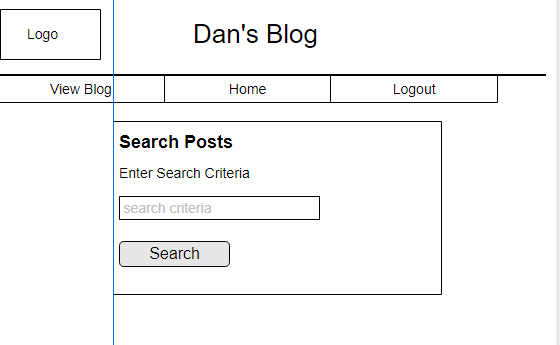 Logo
Dan's Blog
View Blog
Home
Logout
Search Posts
Enter Search Criteria
search criteria
Search